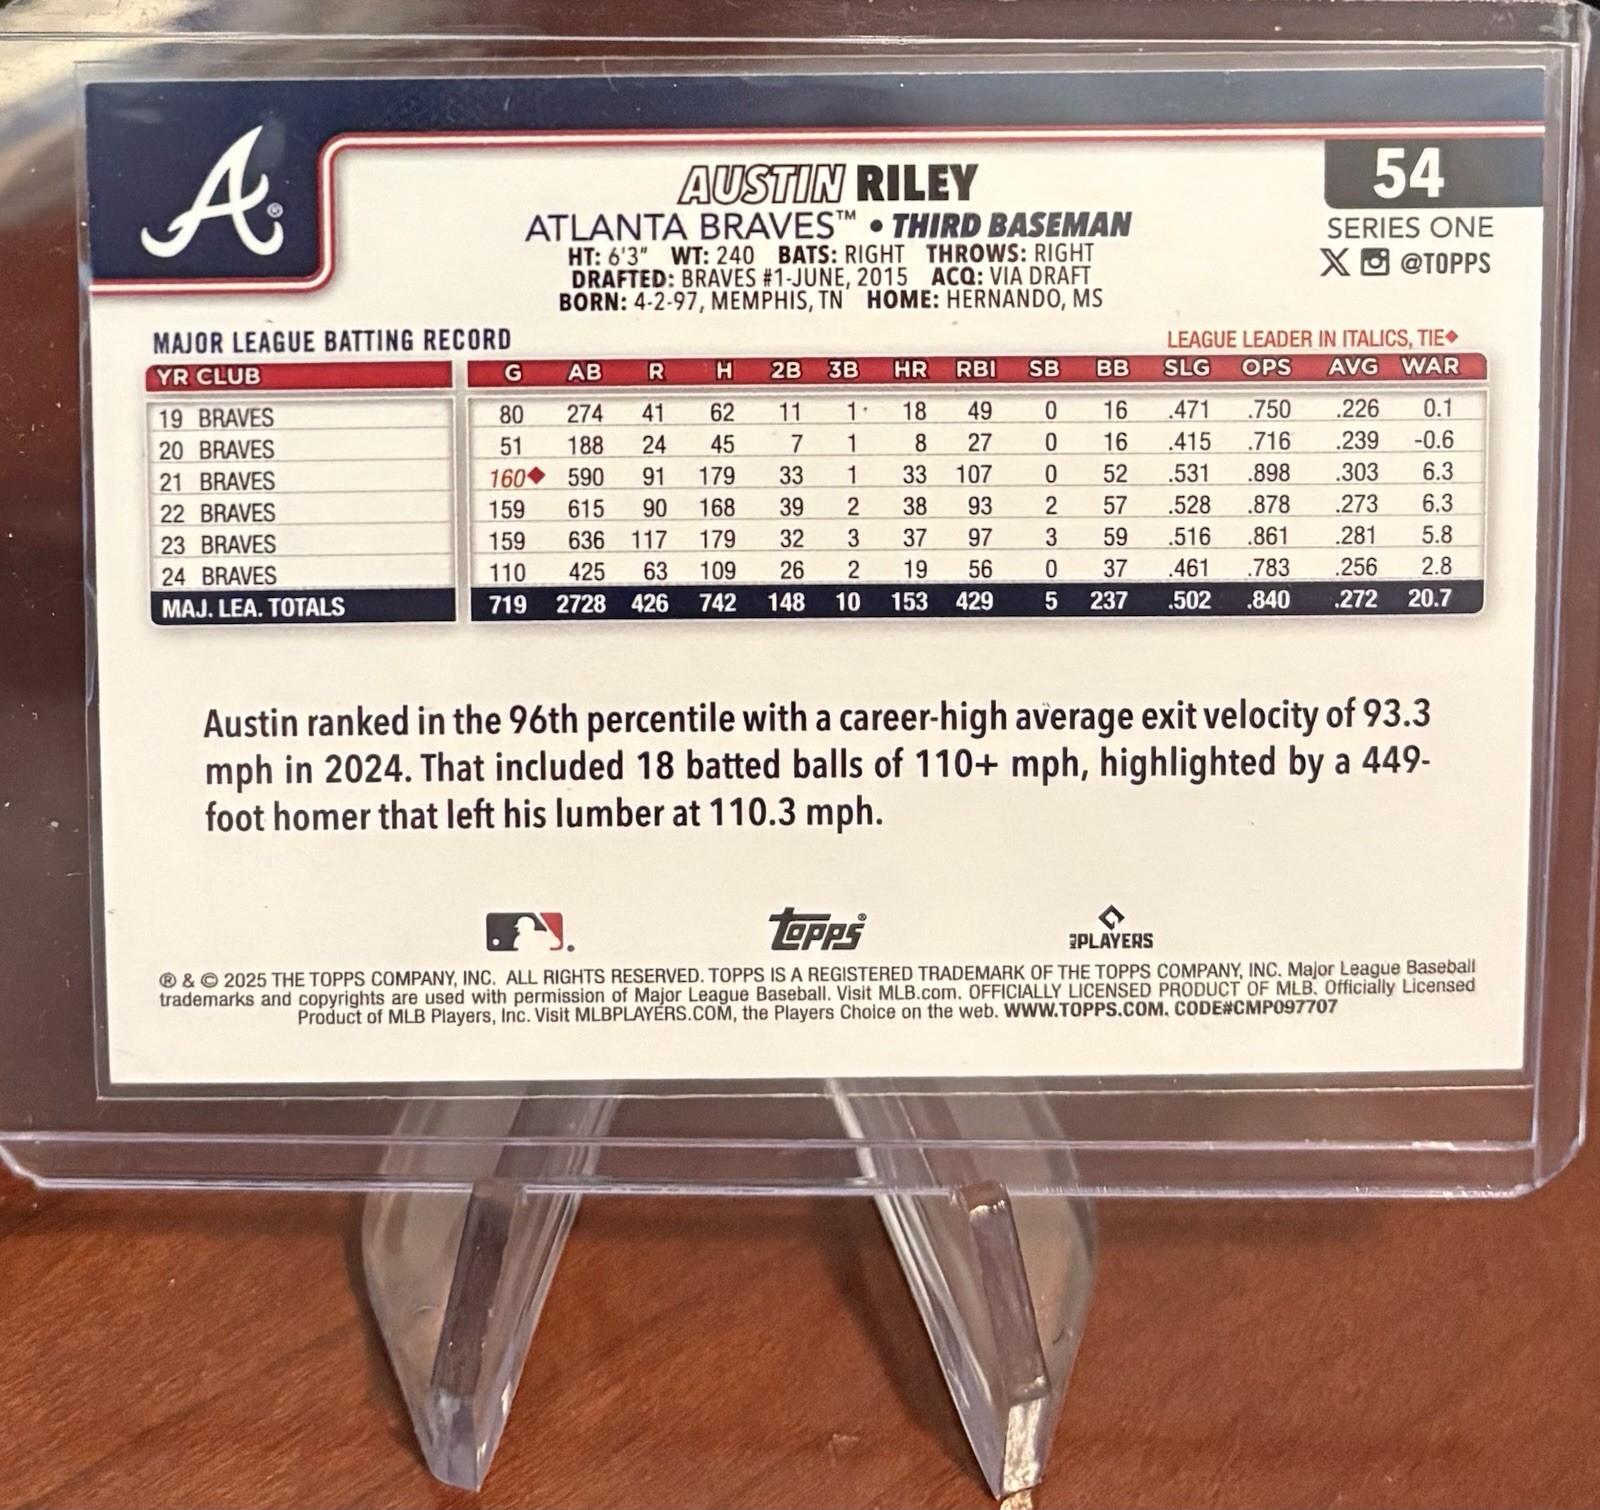 A®
AUSTIN RILEY
54
ATLANTA BRAVES™ • THIRD BASEMAN
SERIES ONE
HT: 6'3" WT: 240 BATS: RIGHT THROWS: RIGHT
X @TOPPS
DRAFTED: BRAVES #1-JUNE, 2015 ACQ: VIA DRAFT
BORN: 4-2-97, MEMPHIS, TN HOME: HERNANDO, MS
MAJOR LEAGUE BATTING RECORD LEAGUE LEADER IN ITALICS, TIE◆
YR CLUB G AB R H 2B 3B HR RBI SB BB SLG OPS AVG WAR
19 BRAVES 80 274 41 62 11 1 18 49 0 16 .471 .750 .226 0.1
20 BRAVES 51 188 24 45 7 1 8 27 0 16 .415 .716 .239 -0.6
21 BRAVES 160◆ 590 91 179 33 1 33 107 0 52 .531 .898 .303 6.3
22 BRAVES 159 615 90 168 39 2 38 93 2 57 .528 .878 .273 6.3
23 BRAVES 159 636 117 179 32 3 37 97 3 59 .516 .861 .281 5.8
24 BRAVES 110 425 63 109 26 2 19 56 0 37 .461 .783 .256 2.8
MAJ. LEA. TOTALS 719 2728 426 742 148 10 153 429 5 237 .502 .840 .272 20.7
Austin ranked in the 96th percentile with a career-high average exit velocity of 93.3
mph in 2024. That included 18 batted balls of 110+ mph, highlighted by a 449-
foot homer that left his lumber at 110.3 mph.
TOPPS® MLB PLAYERS
® & © 2025 THE TOPPS COMPANY, INC. ALL RIGHTS RESERVED. TOPPS IS A REGISTERED TRADEMARK OF THE TOPPS COMPANY, INC. Major League Baseball
trademarks and copyrights are used with permission of Major League Baseball. Visit MLB.com. OFFICIALLY LICENSED PRODUCT OF MLB. Officially Licensed
Product of MLB Players, Inc. Visit MLBPLAYERS.COM, the Players Choice on the web. WWW.TOPPS.COM. CODE#CMP097707